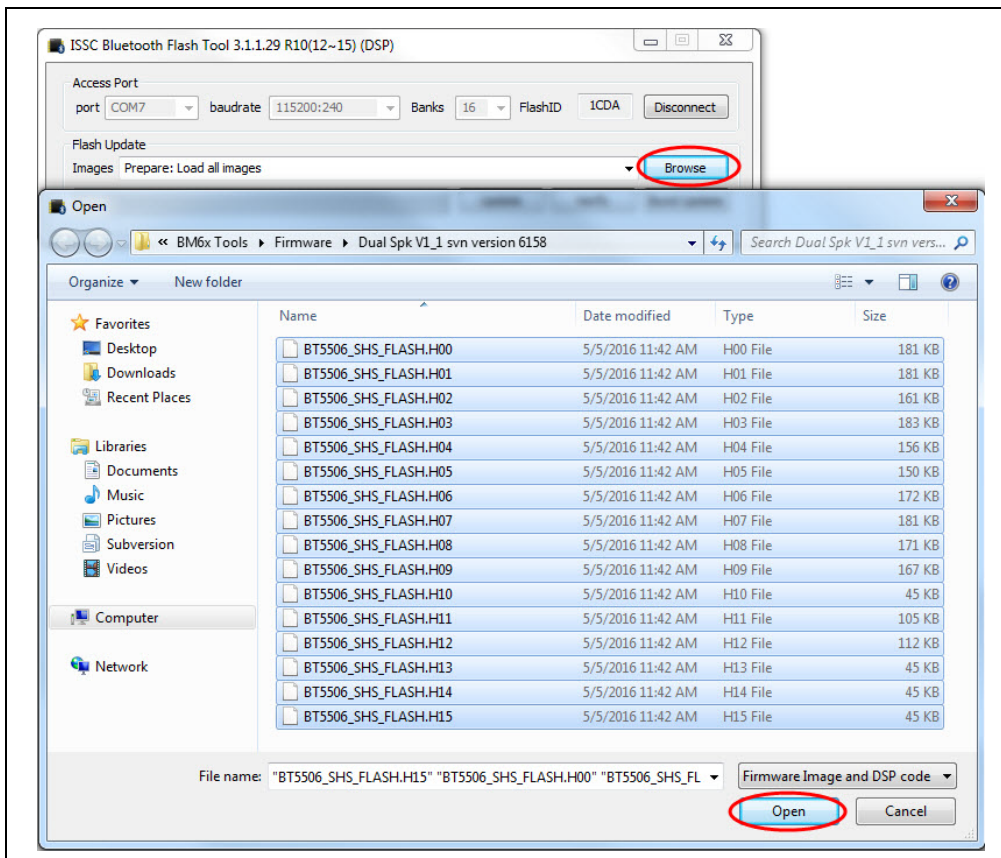 ISSC Bluetooth Flash Tool 3.1.1.29 R10(12~15) (DSP)
Access Port
port COM7 baudrate 115200:240 Banks 16 FlashID 1CDA Disconnect
Flash Update
Images Prepare: Load all images Browse
Open
« BM6x Tools Firmware Dual Spk V1_1 svn version 6158 Search Dual Spk V1_1 svn vers...
Organize New folder
Name Date modified Type Size
Favorites
Desktop
Downloads
Recent Places
Libraries
Documents
Music
Pictures
Subversion
Videos
Computer
Network
BT5506_SHS_FLASH.H00 5/5/2016 11:42 AM H00 File 181 KB
BT5506_SHS_FLASH.H01 5/5/2016 11:42 AM H01 File 181 KB
BT5506_SHS_FLASH.H02 5/5/2016 11:42 AM H02 File 161 KB
BT5506_SHS_FLASH.H03 5/5/2016 11:42 AM H03 File 183 KB
BT5506_SHS_FLASH.H04 5/5/2016 11:42 AM H04 File 156 KB
BT5506_SHS_FLASH.H05 5/5/2016 11:42 AM H05 File 150 KB
BT5506_SHS_FLASH.H06 5/5/2016 11:42 AM H06 File 172 KB
BT5506_SHS_FLASH.H07 5/5/2016 11:42 AM H07 File 181 KB
BT5506_SHS_FLASH.H08 5/5/2016 11:42 AM H08 File 171 KB
BT5506_SHS_FLASH.H09 5/5/2016 11:42 AM H09 File 167 KB
BT5506_SHS_FLASH.H10 5/5/2016 11:42 AM H10 File 45 KB
BT5506_SHS_FLASH.H11 5/5/2016 11:42 AM H11 File 105 KB
BT5506_SHS_FLASH.H12 5/5/2016 11:42 AM H12 File 112 KB
BT5506_SHS_FLASH.H13 5/5/2016 11:42 AM H13 File 45 KB
BT5506_SHS_FLASH.H14 5/5/2016 11:42 AM H14 File 45 KB
BT5506_SHS_FLASH.H15 5/5/2016 11:42 AM H15 File 45 KB
File name: "BT5506_SHS_FLASH.H15" "BT5506_SHS_FLASH.H00" "BT5506_SHS_FL Firmware Image and DSP code
Open Cancel